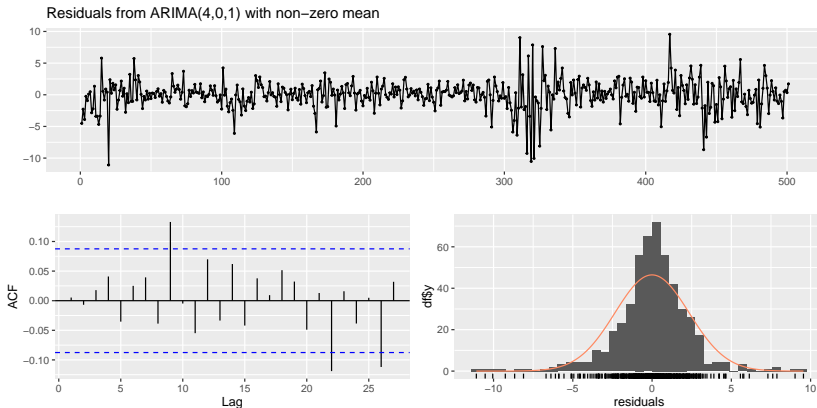 Residuals from ARIMA(4,0,1) with non−zero mean
10
5
0
−5
−10
0 100 200 300 400 500
0.10
0.05
0.00
−0.05
−0.10
ACF
0 5 10 15 20 25
Lag
60
40
20
0
df$y
−10 −5 0 5 10
residuals